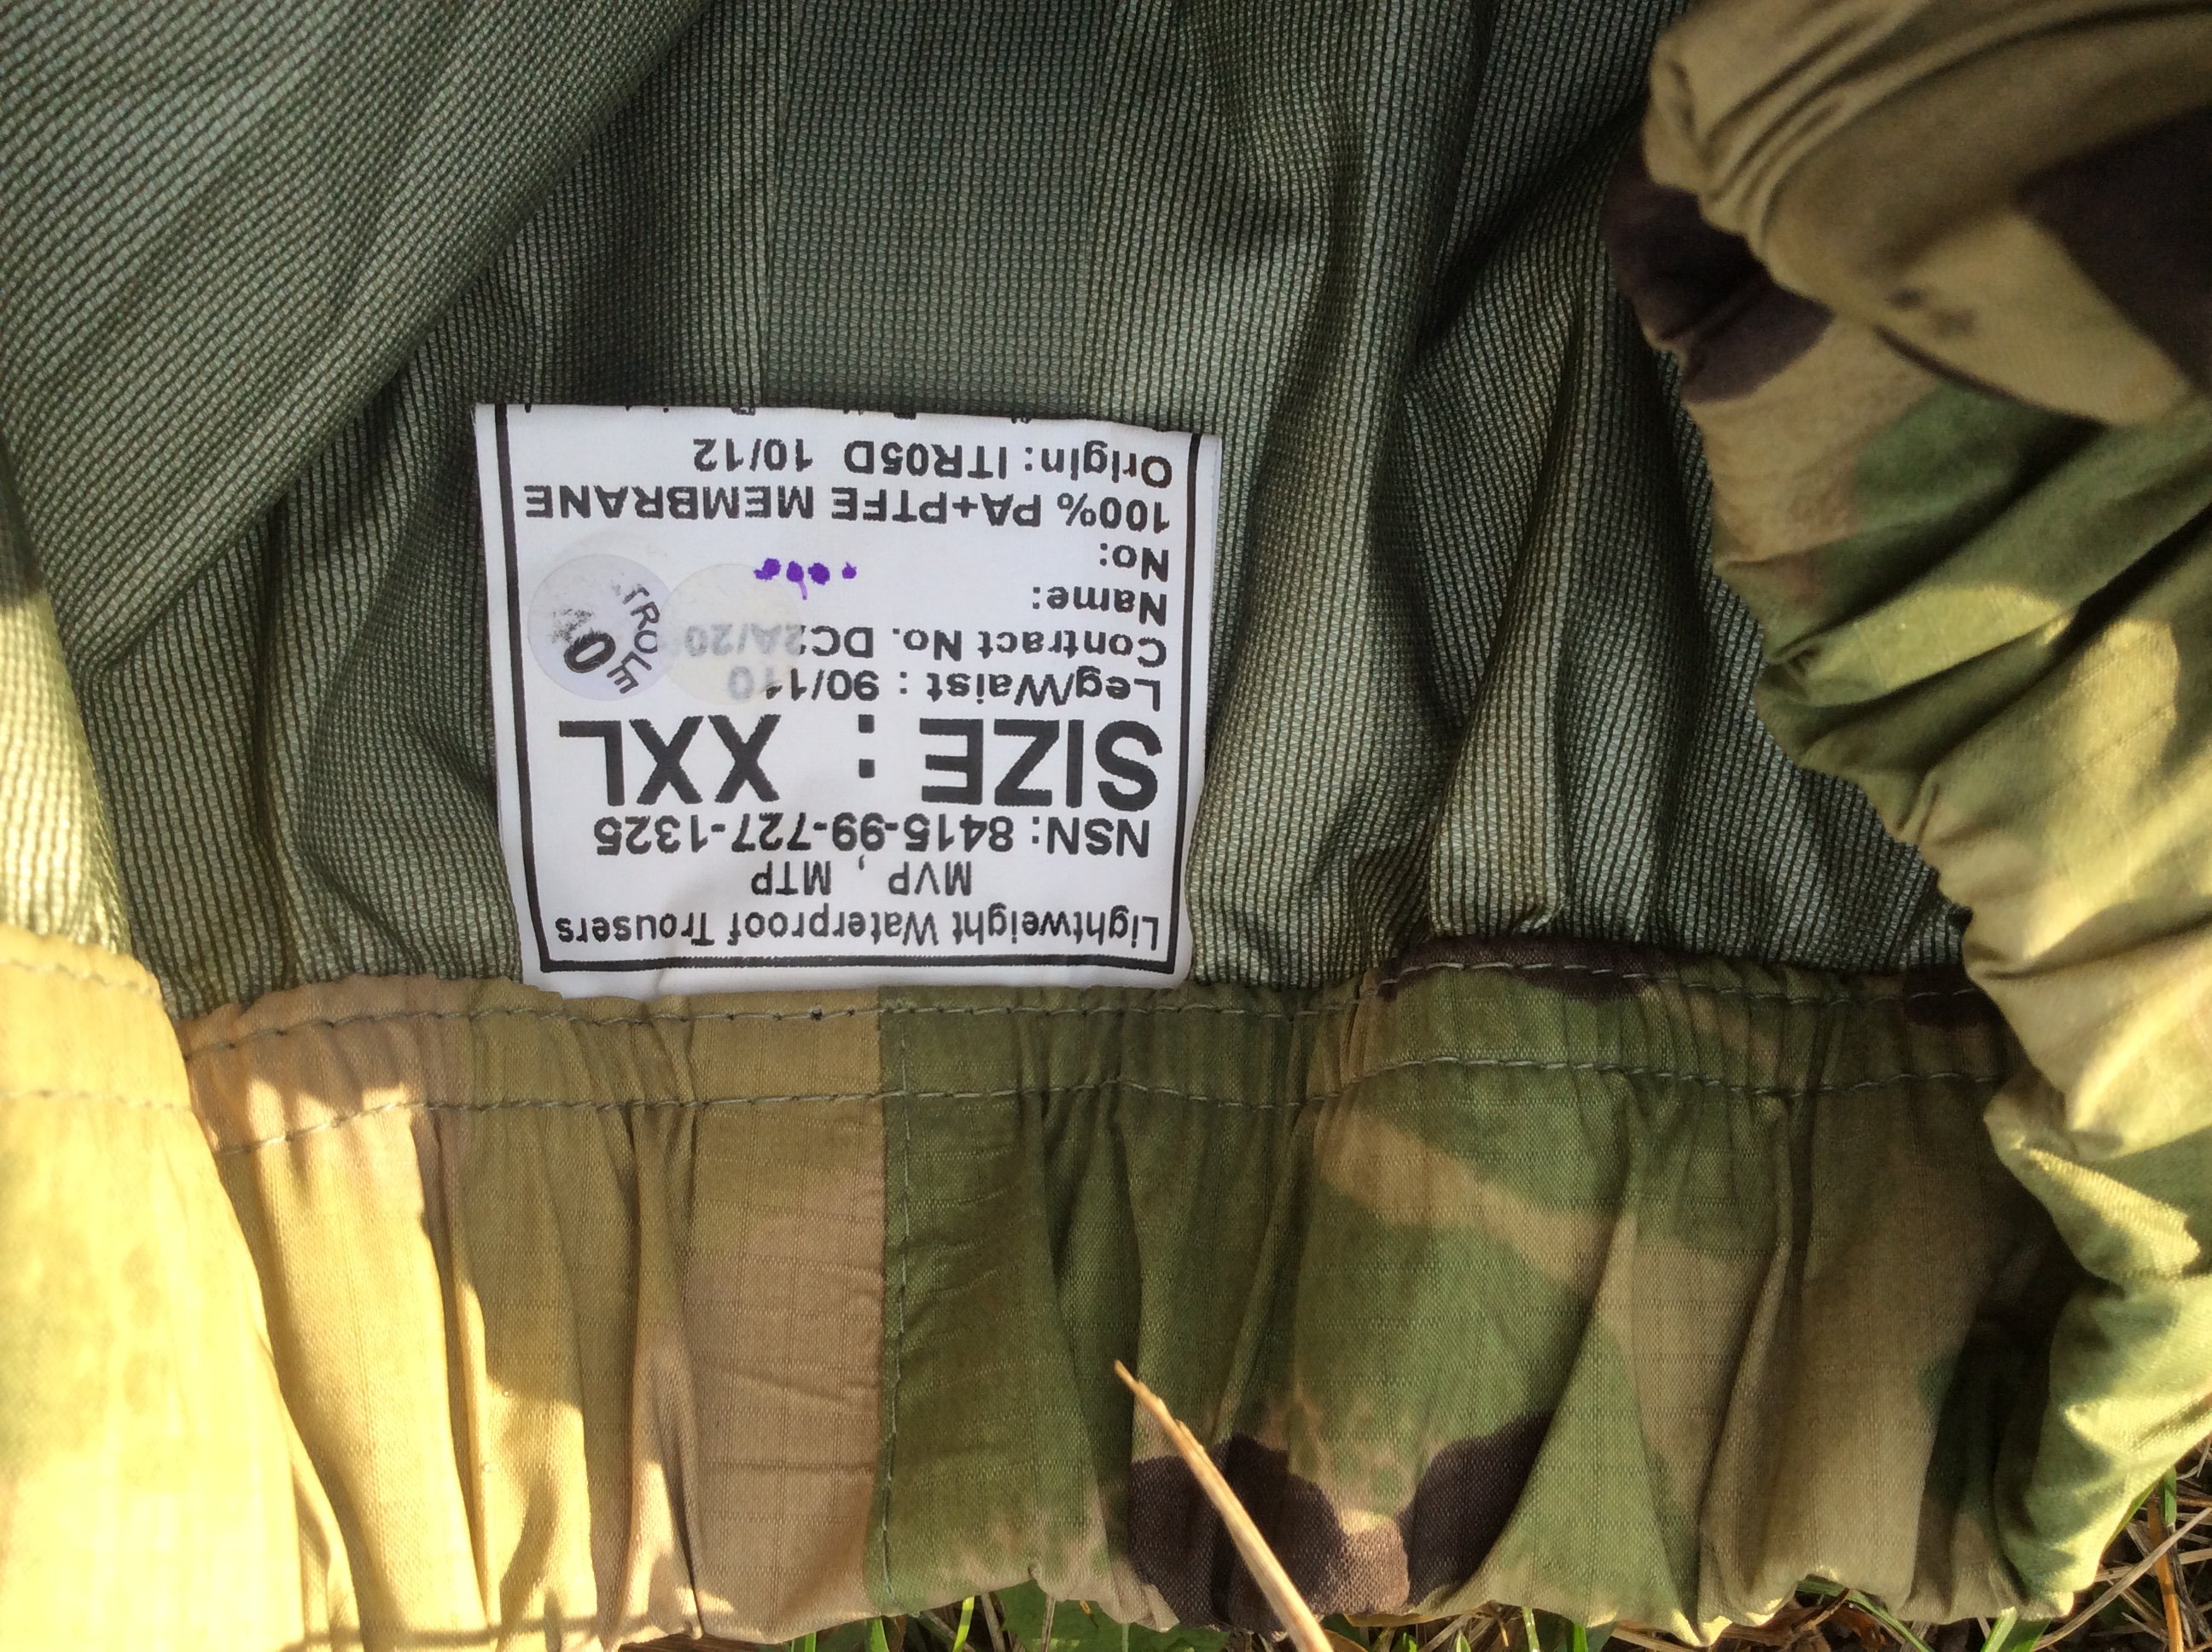 Lightweight Waterproof Trousers
MVP, MTP
NSN: 8415-99-727-1325
SIZE : XXL
Leg/Waist : 90/110
Contract No. DC2A/20
Name:
No:
100% PA+PTFE MEMBRANE
Origin: ITR05D 10/12